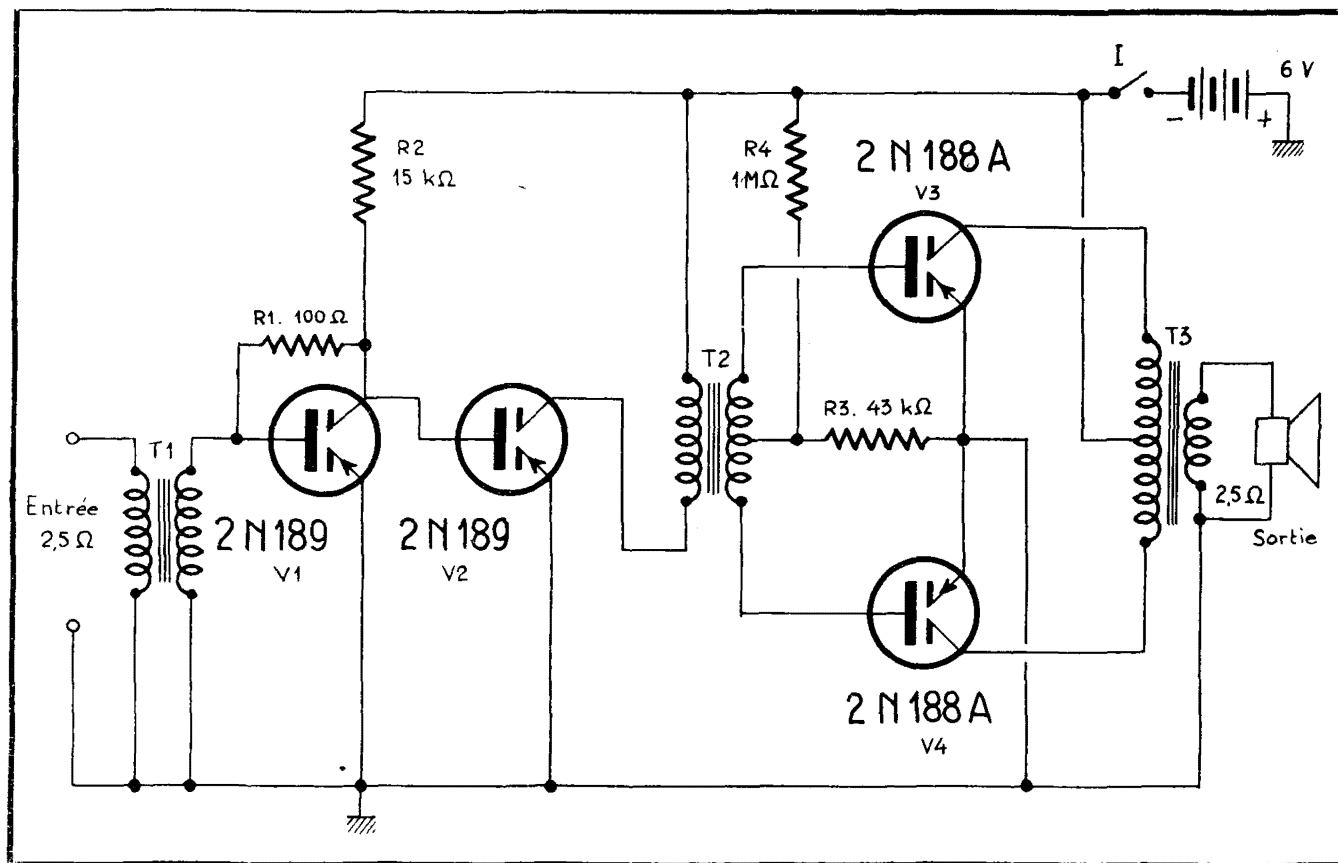 I
6 V
−
+
R2
15 kΩ
R4
1MΩ
2 N 188 A
V3
R1. 100 Ω
T2
T3
R3. 43 kΩ
T1
Entrée
2,5 Ω
2 N 189
V1
2 N 189
V2
2,5 Ω
Sortie
2 N 188 A
V4